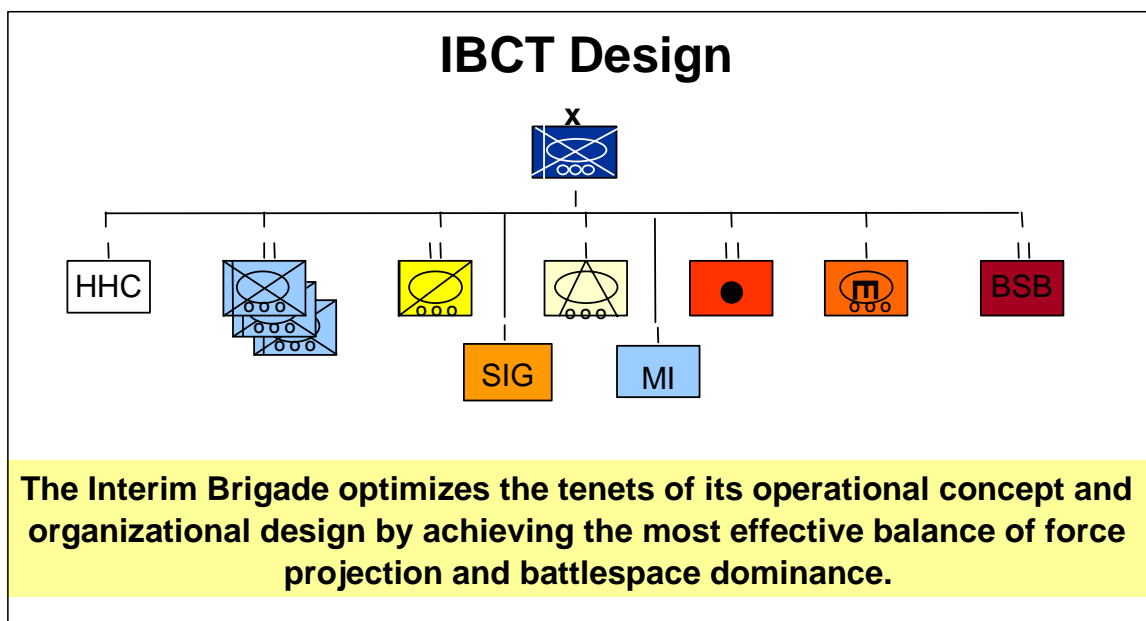 IBCT Design
x
HHC
E
BSB
SIG
MI
The Interim Brigade optimizes the tenets of its operational concept and
organizational design by achieving the most effective balance of force
projection and battlespace dominance.